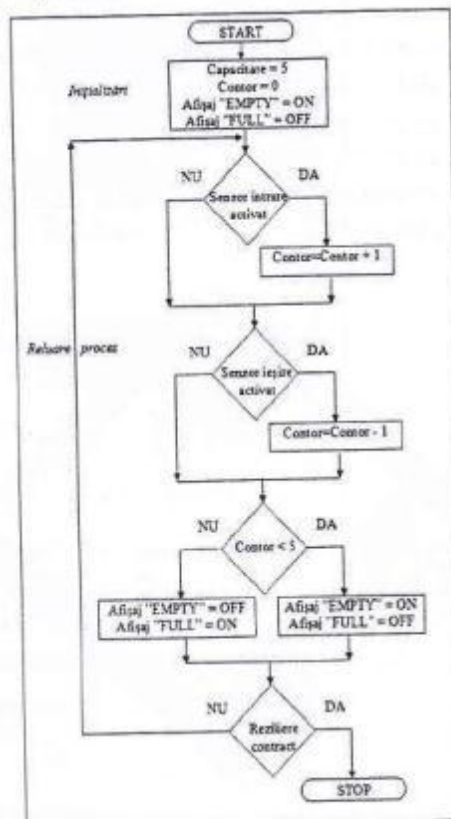 START
Capacitate = 5
Contor = 0
Afişaj "EMPTY" = ON
Afişaj "FULL" = OFF
Iniţializări
NU
DA
Senzor intrare
activat
Contor=Contor + 1
Reluare proces
NU
DA
Senzor ieşire
activat
Contor=Contor - 1
NU
DA
Contor < 5
Afişaj "EMPTY" = OFF
Afişaj "FULL" = ON
Afişaj "EMPTY" = ON
Afişaj "FULL" = OFF
NU
DA
Reziliere
contract
STOP